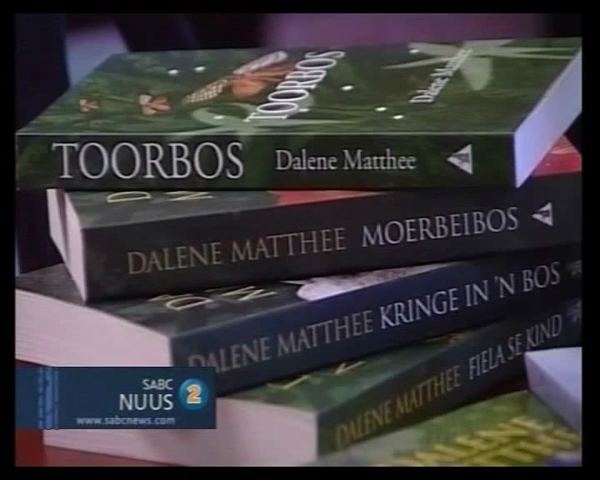 TOORBOS
Dalene Matthee
TOORBOS Dalene Matthee
DALENE MATTHEE MOERBEIBOS
DALENE MATTHEE KRINGE IN 'N BOS
DALENE MATTHEE FIELA SE KIND
DALENE
SABC
NUUS 2
www.sabcnews.com